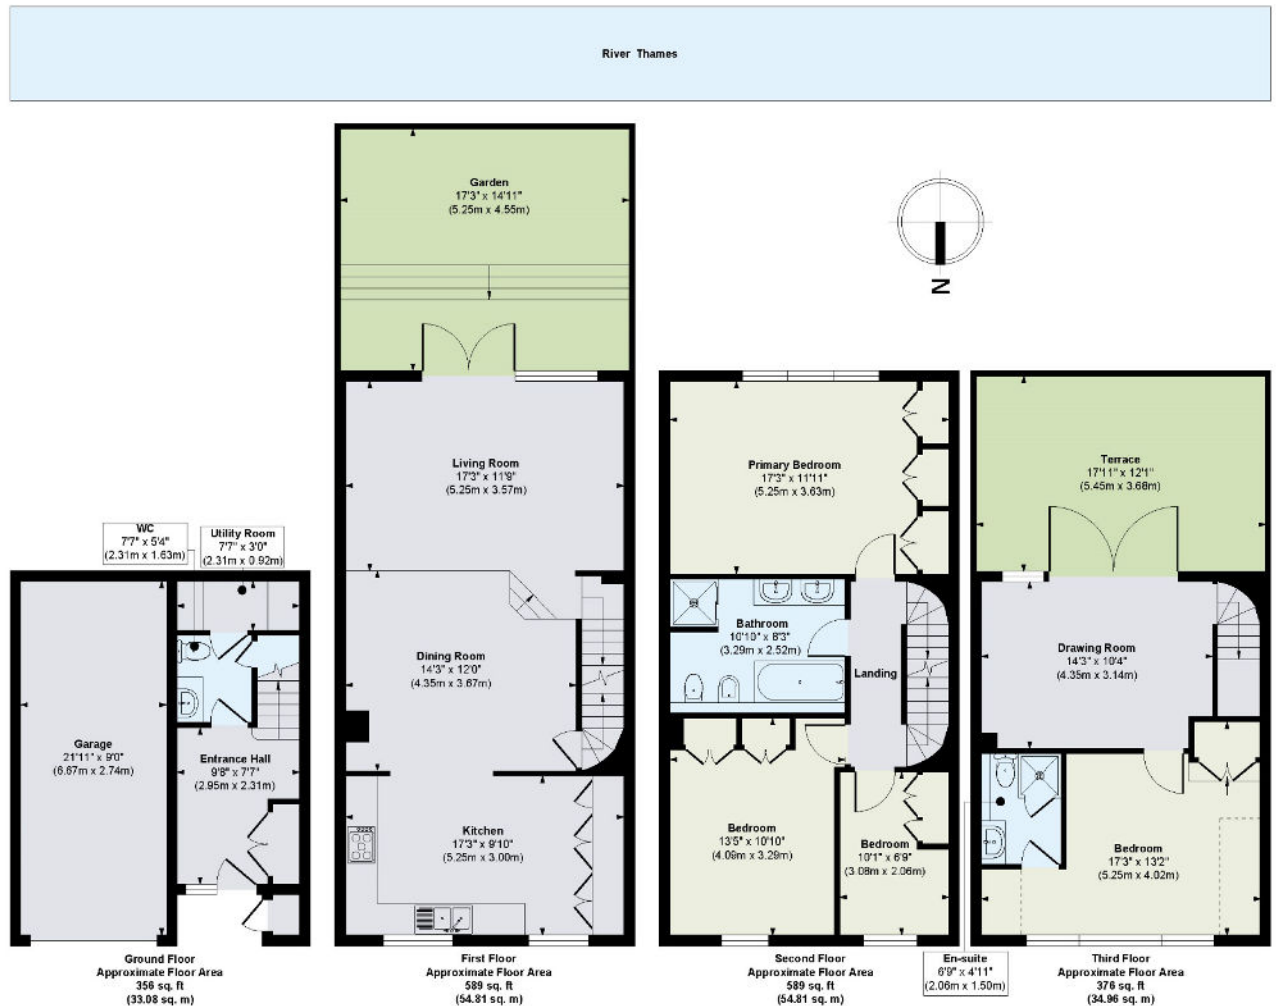 River Thames
Garden
17'3" x 14'11"
(5.25m x 4.55m)
N
Living Room
17'3" x 11'9"
(5.25m x 3.57m)
Primary Bedroom
17'3" x 11'11"
(5.25m x 3.63m)
Terrace
17'11" x 12'1"
(5.45m x 3.68m)
WC
7'7" x 5'4"
(2.31m x 1.63m)
Utility Room
7'7" x 3'0"
(2.31m x 0.92m)
Dining Room
14'3" x 12'0"
(4.35m x 3.67m)
Bathroom
10'10" x 8'3"
(3.29m x 2.52m)
Landing
Drawing Room
14'3" x 10'4"
(4.35m x 3.14m)
Garage
21'11" x 9'0"
(6.67m x 2.74m)
Entrance Hall
9'8" x 7'7"
(2.95m x 2.31m)
Kitchen
17'3" x 9'10"
(5.25m x 3.00m)
Bedroom
13'5" x 10'10"
(4.09m x 3.29m)
Bedroom
10'1" x 6'9"
(3.08m x 2.06m)
Bedroom
17'3" x 13'2"
(5.25m x 4.02m)
Ground Floor
Approximate Floor Area
356 sq. ft
(33.08 sq. m)
First Floor
Approximate Floor Area
589 sq. ft
(54.81 sq. m)
Second Floor
Approximate Floor Area
589 sq. ft
(54.81 sq. m)
En-suite
6'9" x 4'11"
(2.06m x 1.50m)
Third Floor
Approximate Floor Area
376 sq. ft
(34.96 sq. m)